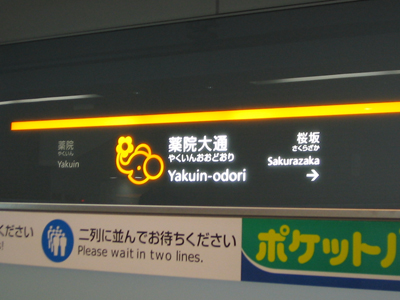 薬院
やくいん
Yakuin
薬院大通
やくいんおおどおり
Yakuin-odori
桜坂
さくらざか
Sakurazaka
→
ください
二列に並んでお待ちください
Please wait in two lines.
ポケットパ